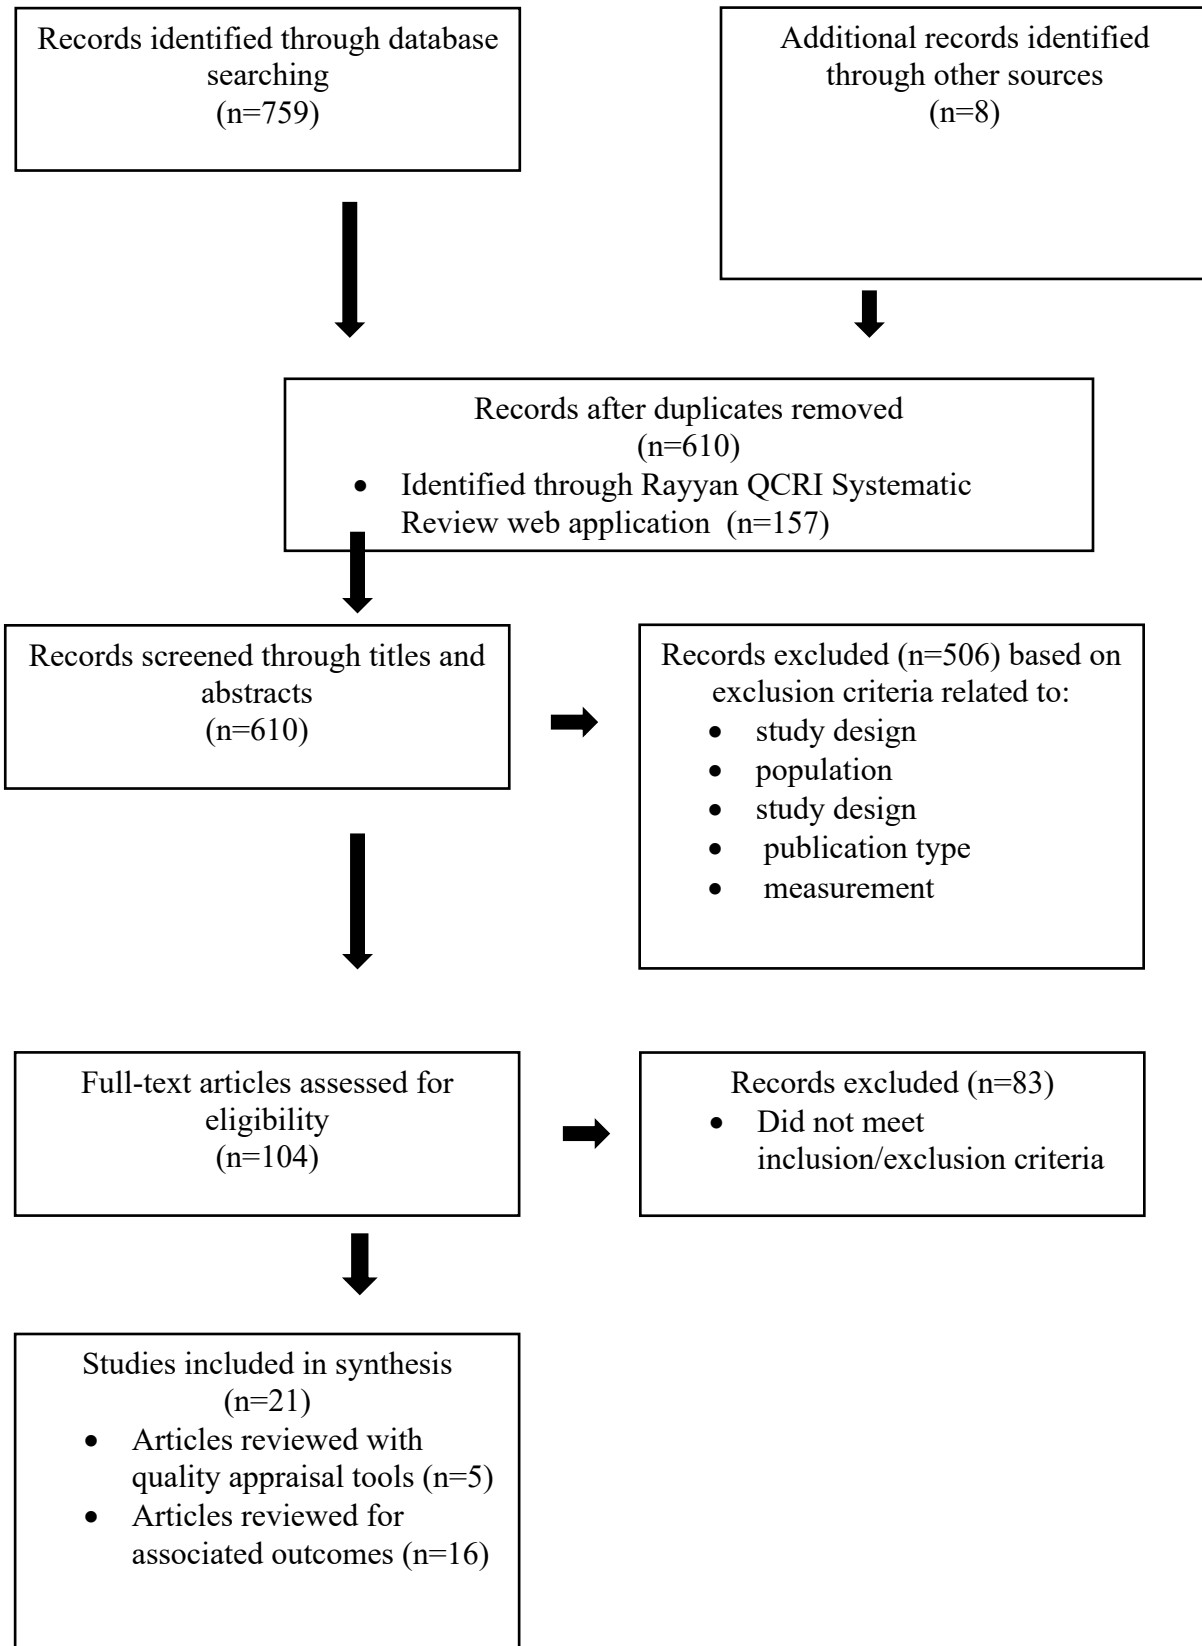 Records identified through database
searching
(n=759)
Additional records identified
through other sources
(n=8)
Records after duplicates removed
(n=610)
• Identified through Rayyan QCRI Systematic
Review web application (n=157)
Records screened through titles and
abstracts
(n=610)
Records excluded (n=506) based on
exclusion criteria related to:
• study design
• population
• study design
• publication type
• measurement
Full-text articles assessed for
eligibility
(n=104)
Records excluded (n=83)
• Did not meet
inclusion/exclusion criteria
Studies included in synthesis
(n=21)
• Articles reviewed with
quality appraisal tools (n=5)
• Articles reviewed for
associated outcomes (n=16)